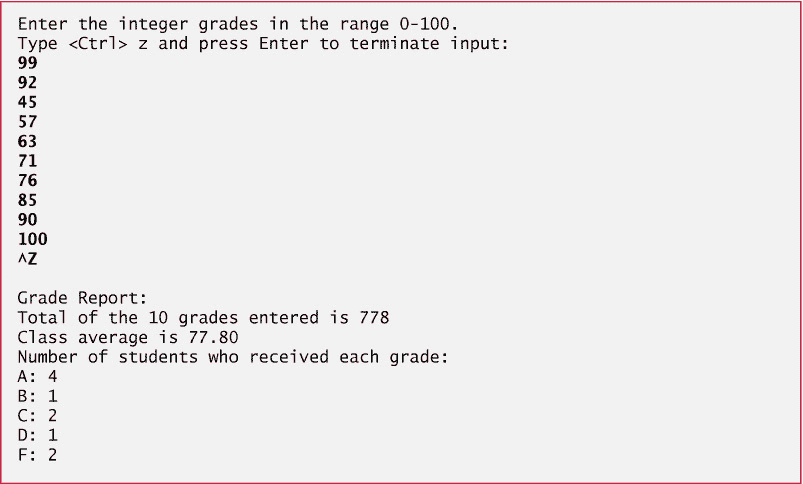 Enter the integer grades in the range 0-100.
Type <Ctrl> z and press Enter to terminate input:
99
92
45
57
63
71
76
85
90
100
^Z
Grade Report:
Total of the 10 grades entered is 778
Class average is 77.80
Number of students who received each grade:
A: 4
B: 1
C: 2
D: 1
F: 2